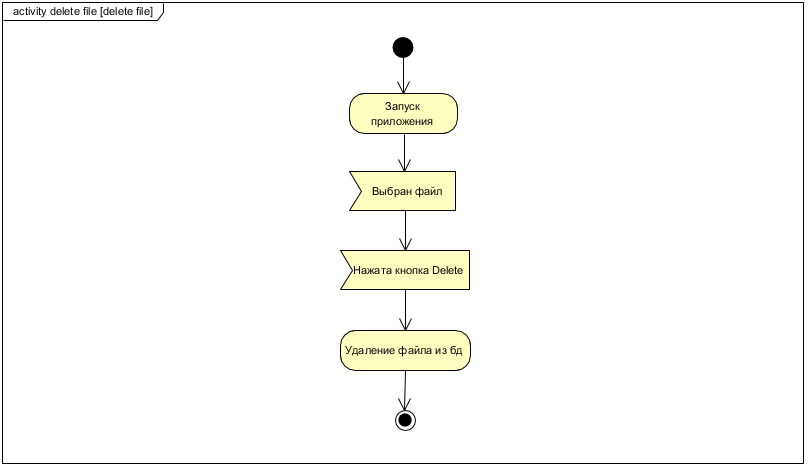 activity delete file [delete file]
Запуск
приложения
Выбран файл
Нажата кнопка Delete
Удаление файла из бд